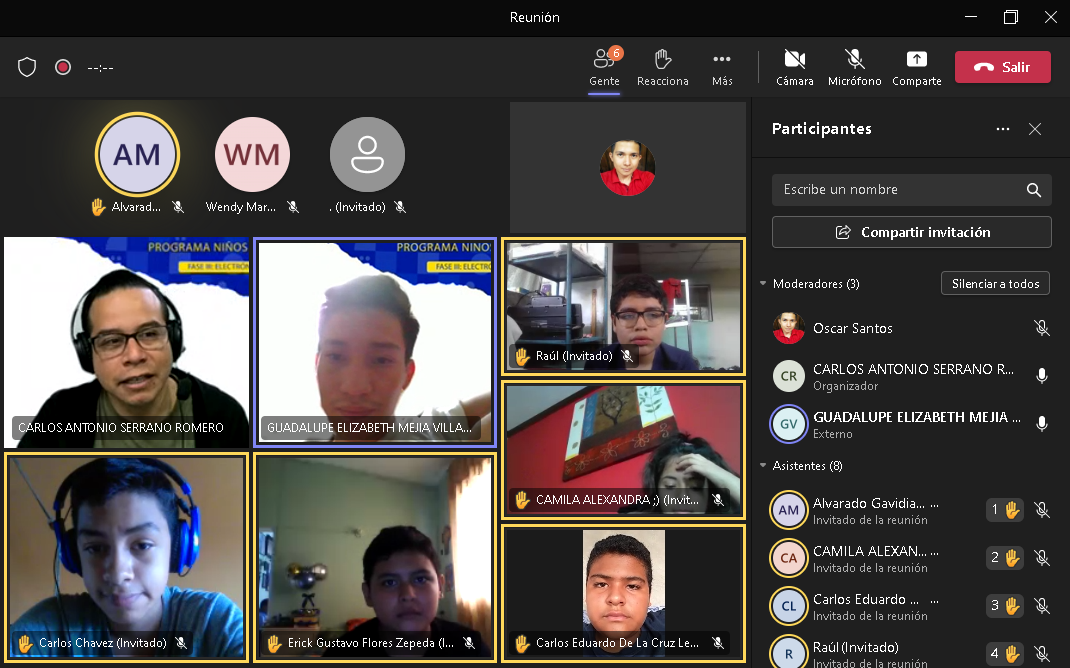 Reunión
--:--
6
Gente
Reacciona
Más
Cámara
Micrófono
Comparte
Salir
AM
WM
Alvarad...
Wendy Mar...
. (Invitado)
PROGRAMA NIÑOS
FASE III: ELECTRÓN
CARLOS ANTONIO SERRANO ROMERO
PROGRAMA NIÑO
FASE III: ELECTRO
GUADALUPE ELIZABETH MEJIA VILLA...
Raúl (Invitado)
CAMILA ALEXANDRA ;) (Invit...
Carlos Chavez (Invitado)
Erick Gustavo Flores Zepeda (I...
Carlos Eduardo De La Cruz Le...
Participantes
Escribe un nombre
Compartir invitación
Moderadores (3)
Silenciar a todos
Oscar Santos
CR
CARLOS ANTONIO SERRANO R...
Organizador
GV
GUADALUPE ELIZABETH MEJIA ...
Externo
Asistentes (8)
AM
Alvarado Gavidia... ...
1
Invitado de la reunión
CA
CAMILA ALEXAN... ...
2
Invitado de la reunión
CL
Carlos Eduardo ... ...
3
Invitado de la reunión
R
Raúl (Invitado)
4
Invitado de la reunión